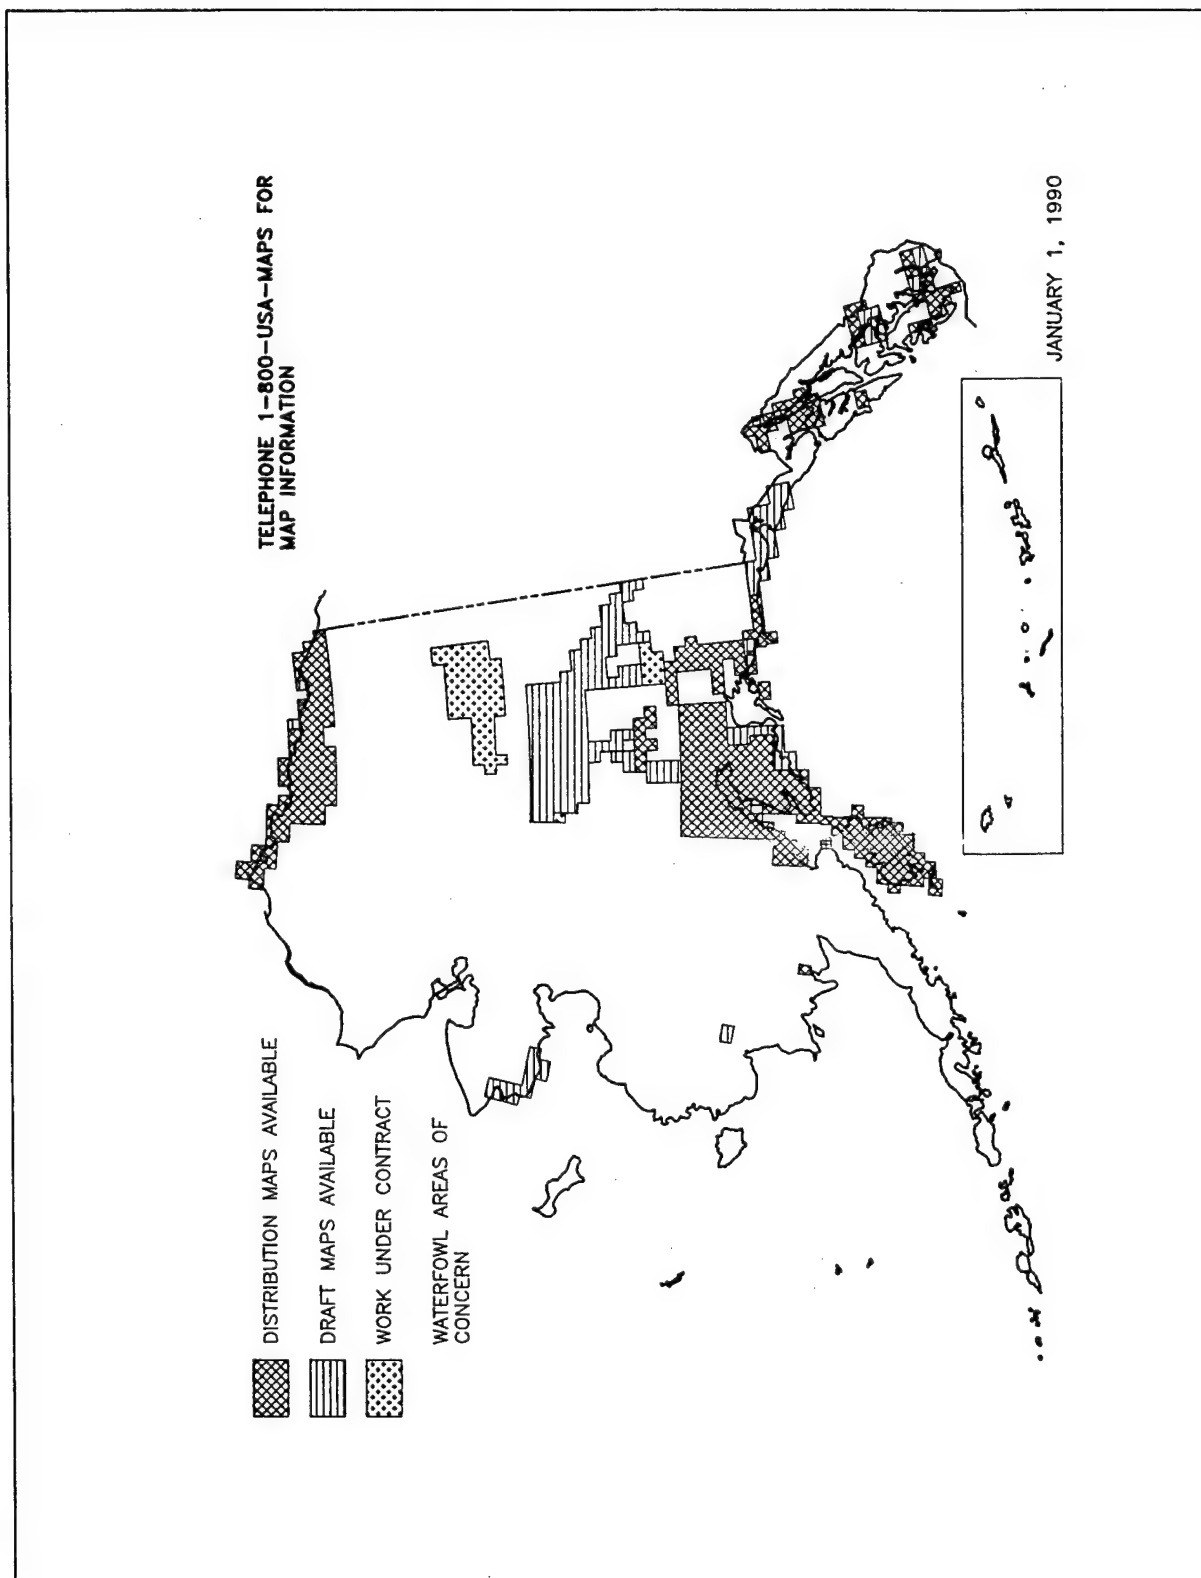 TELEPHONE 1-800-USA-MAPS FOR
MAP INFORMATION
DISTRIBUTION MAPS AVAILABLE
DRAFT MAPS AVAILABLE
WORK UNDER CONTRACT
WATERFOWL AREAS OF
CONCERN
JANUARY 1, 1990